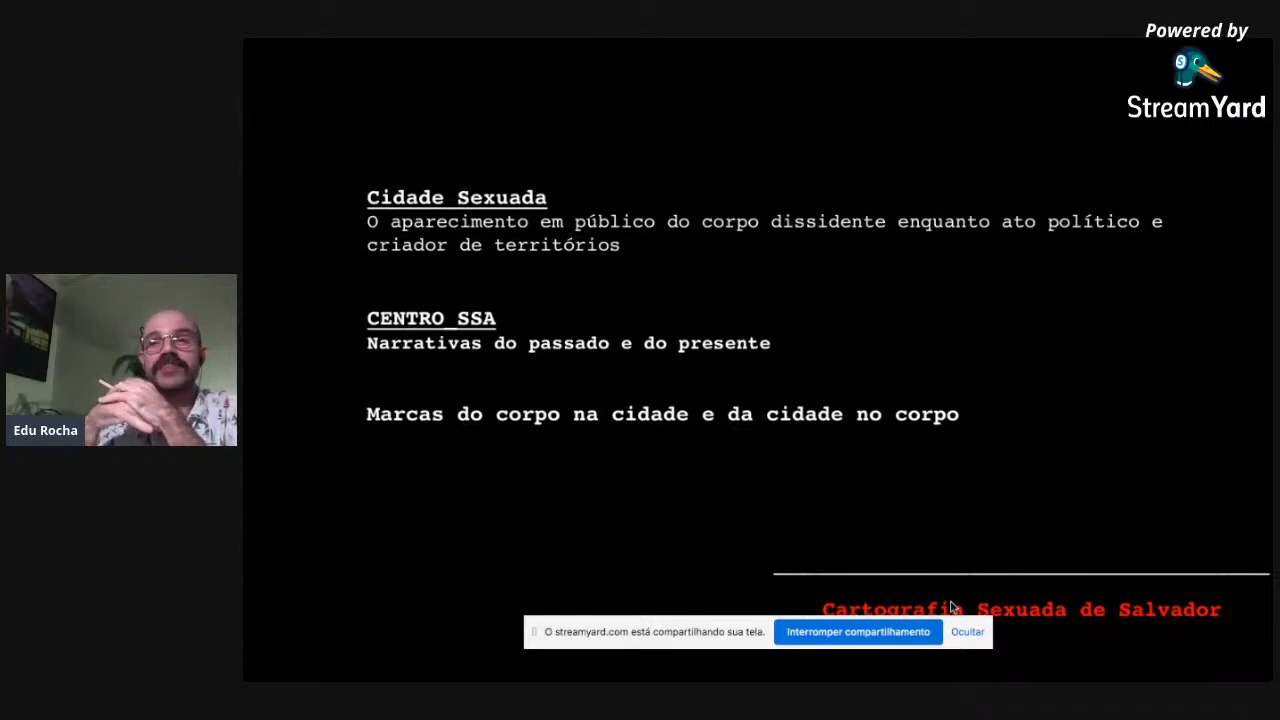 Powered by
StreamYard
Cidade Sexuada
O aparecimento em público do corpo dissidente enquanto ato político e
criador de territórios
CENTRO_SSA
Narrativas do passado e do presente
Marcas do corpo na cidade e da cidade no corpo
Edu Rocha
Cartografia Sexuada de Salvador
O streamyard.com está compartilhando sua tela.
Interromper compartilhamento
Ocultar